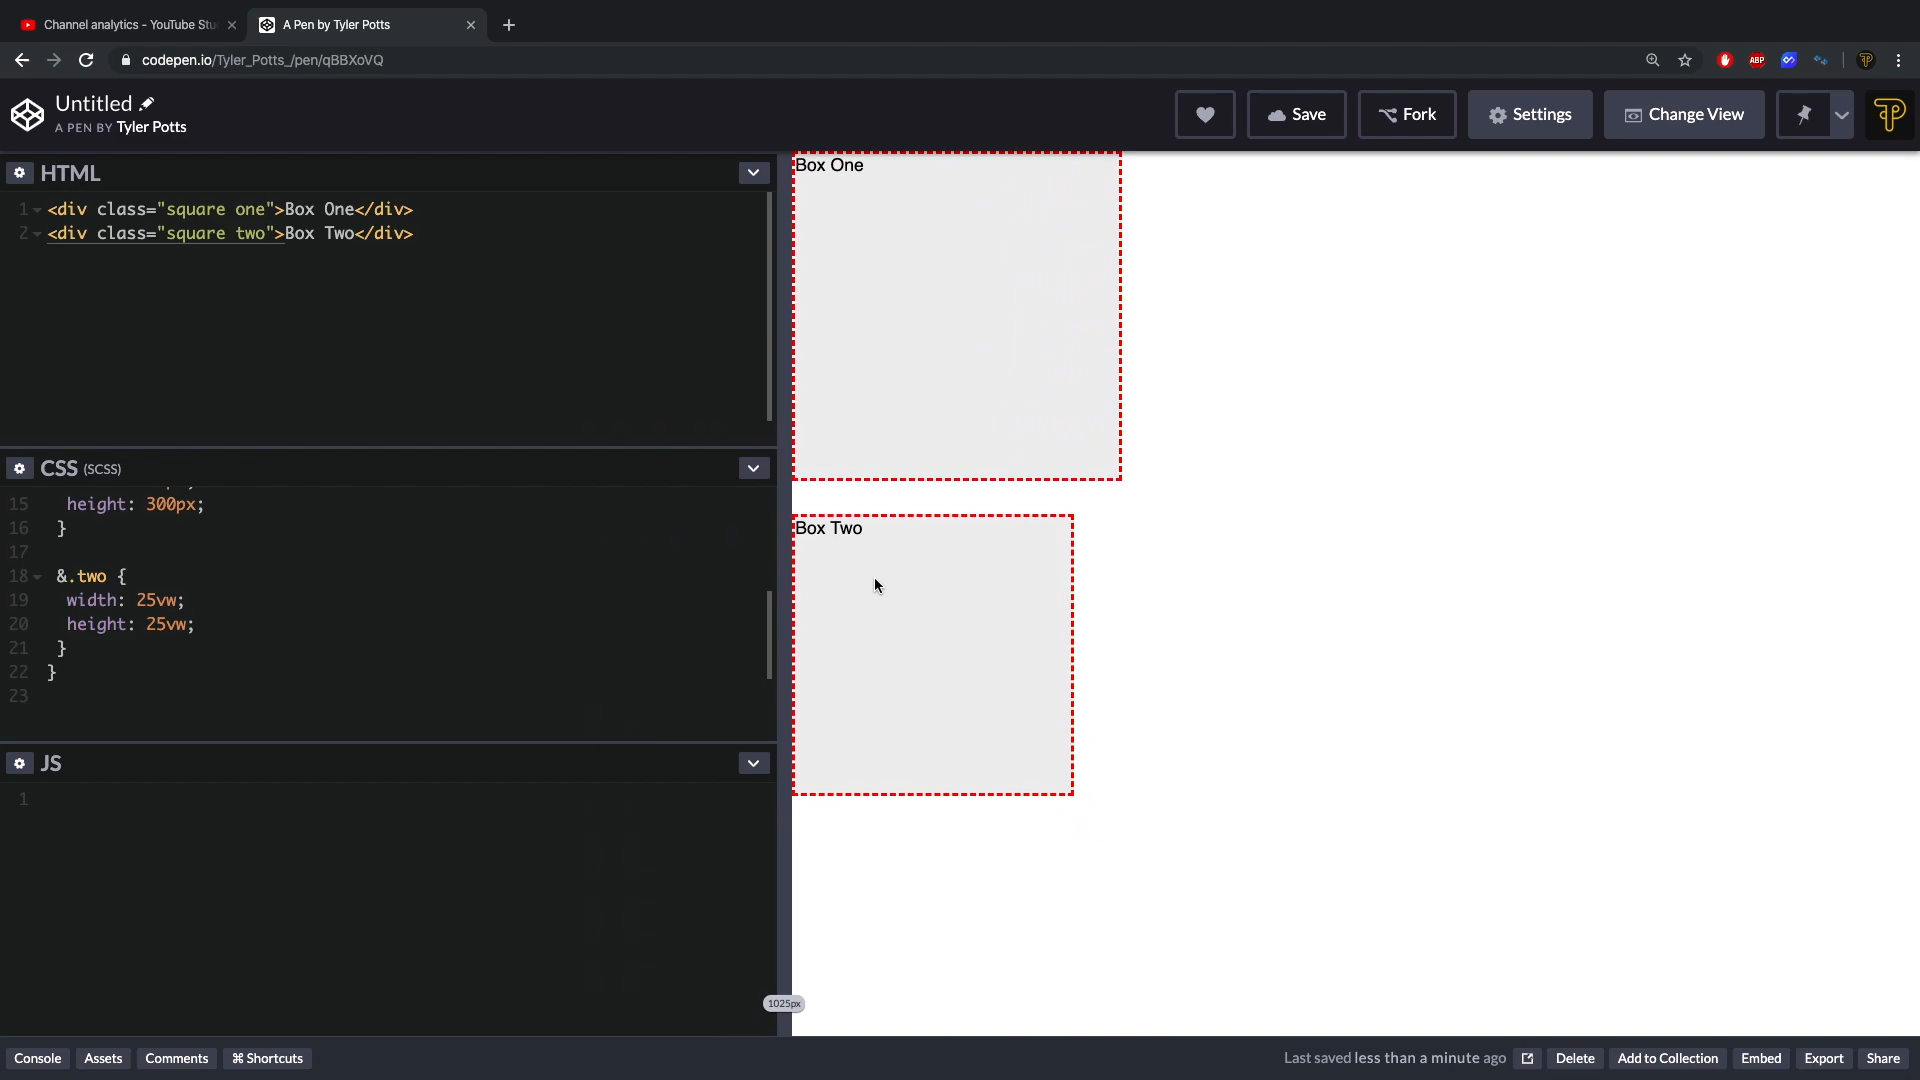 Channel analytics - YouTube Stu
A Pen by Tyler Potts
codepen.io/Tyler_Potts_/pen/qBBXoVQ
ABP
Untitled
A PEN BY Tyler Potts
Save
Fork
Settings
Change View
HTML
1 <div class="square one">Box One</div>
2 <div class="square two">Box Two</div>
CSS (SCSS)
15 height: 300px;
16 }
17
18 &.two {
19 width: 25vw;
20 height: 25vw;
21 }
22 }
23
JS
1
Box One
Box Two
1025px
Console
Assets
Comments
⌘ Shortcuts
Last saved less than a minute ago
Delete
Add to Collection
Embed
Export
Share